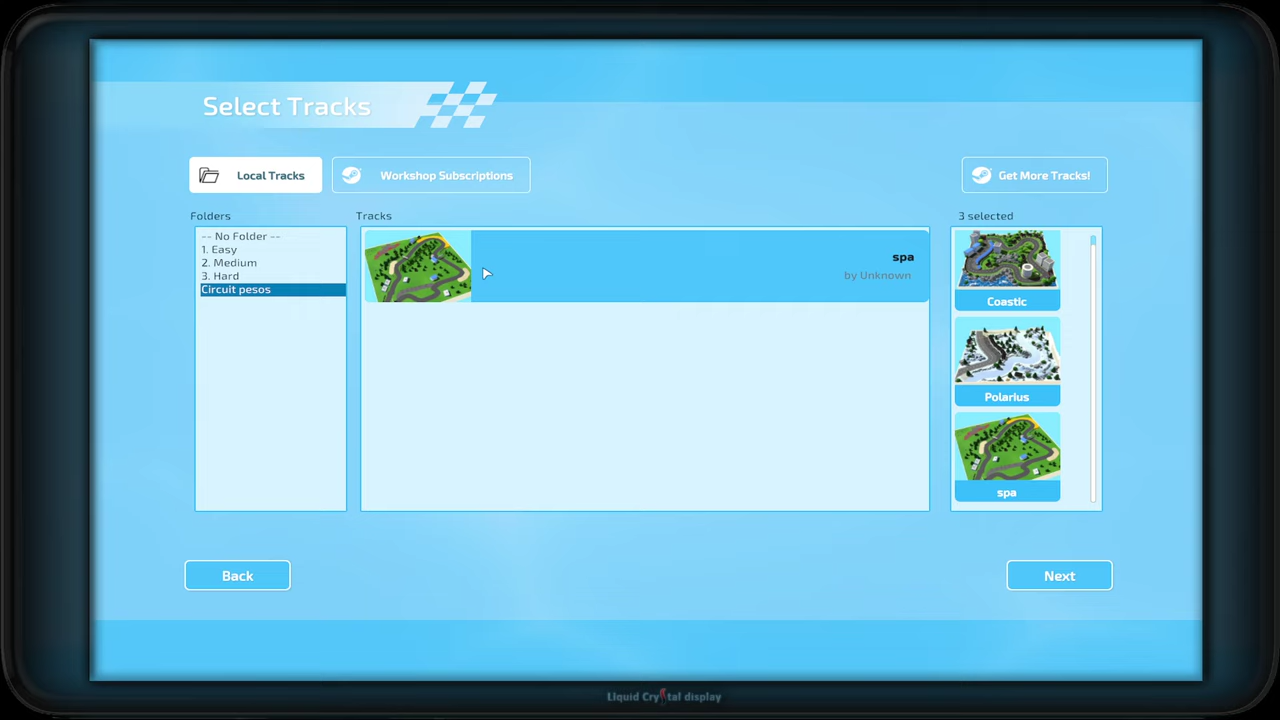 Select Tracks
Local Tracks
Workshop Subscriptions
Get More Tracks!
Folders
Tracks
3 selected
-- No Folder --
1. Easy
2. Medium
3. Hard
Circuit pesos
spa
by Unknown
Coastic
Polarius
spa
Back
Next
Liquid Crystal display